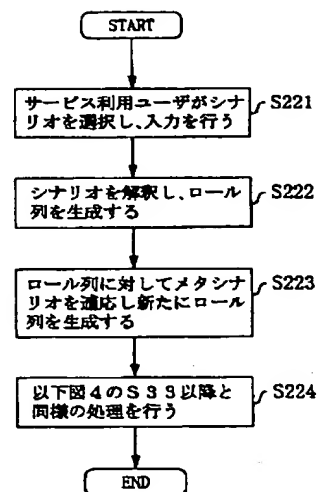 START
サービス利用ユーザがシナ
リオを選択し、入力を行う
S221
シナリオを解釈し、ロール
列を生成する
S222
ロール列に対してメタシナ
リオを適応し新たにロール
列を生成する
S223
以下図4のS33以降と
同様の処理を行う
S224
END